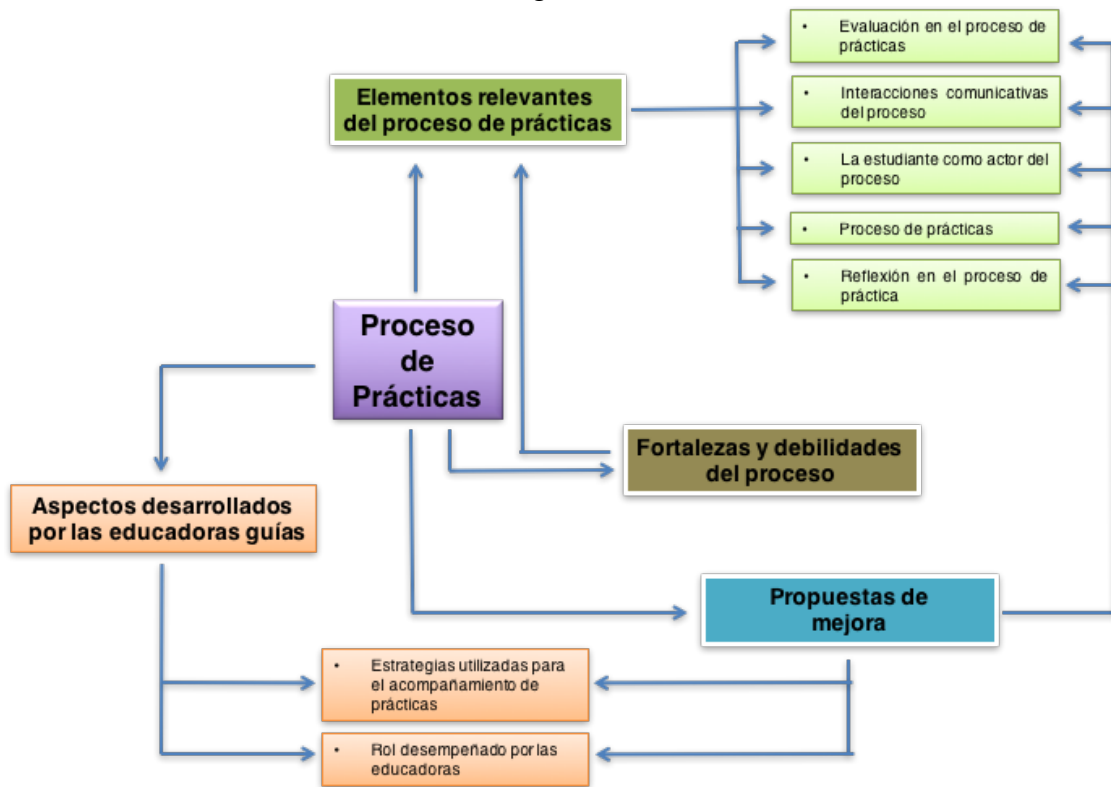 • Evaluación en el proceso de
prácticas
Elementos relevantes
del proceso de prácticas
• Interacciones comunicativas
del proceso
• La estudiante como actor del
proceso
• Proceso de prácticas
• Reflexión en el proceso de
práctica
Proceso
de
Prácticas
Fortalezas y debilidades
del proceso
Aspectos desarrollados
por las educadoras guías
Propuestas de
mejora
• Estrategias utilizadas para
el acompañamiento de
prácticas
• Rol desempeñado por las
educadoras